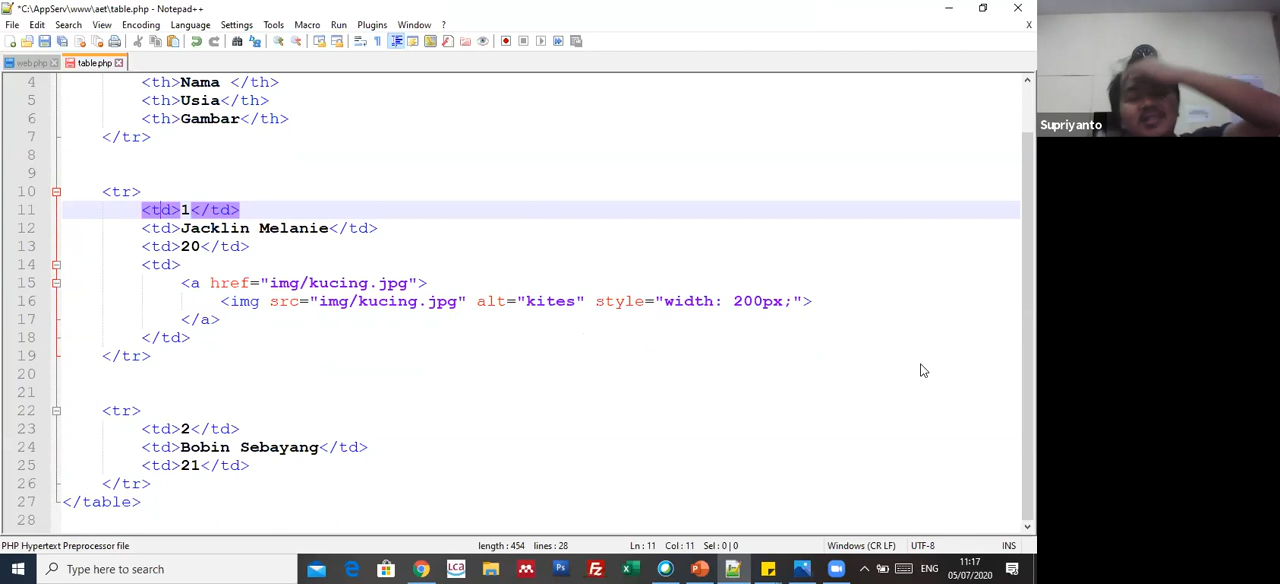 *C:\AppServ\www\aet\table.php - Notepad++
File Edit Search View Encoding Language Settings Tools Macro Run Plugins Window ?
X
web.php table.php
4 <th>Nama </th>
5 <th>Usia</th>
6 <th>Gambar</th>
7 </tr>
8
9
10 <tr>
11 <td>1</td>
12 <td>Jacklin Melanie</td>
13 <td>20</td>
14 <td>
15 <a href="img/kucing.jpg">
16 <img src="img/kucing.jpg" alt="kites" style="width: 200px;">
17 </a>
18 </td>
19 </tr>
20
21
22 <tr>
23 <td>2</td>
24 <td>Bobin Sebayang</td>
25 <td>21</td>
26 </tr>
27 </table>
28
PHP Hypertext Preprocessor file length : 454 lines : 28 Ln : 11 Col : 11 Sel : 0 | 0 Windows (CR LF) UTF-8 INS
Type here to search
LCA
Ps
ENG
11:17
05/07/2020
Supriyanto